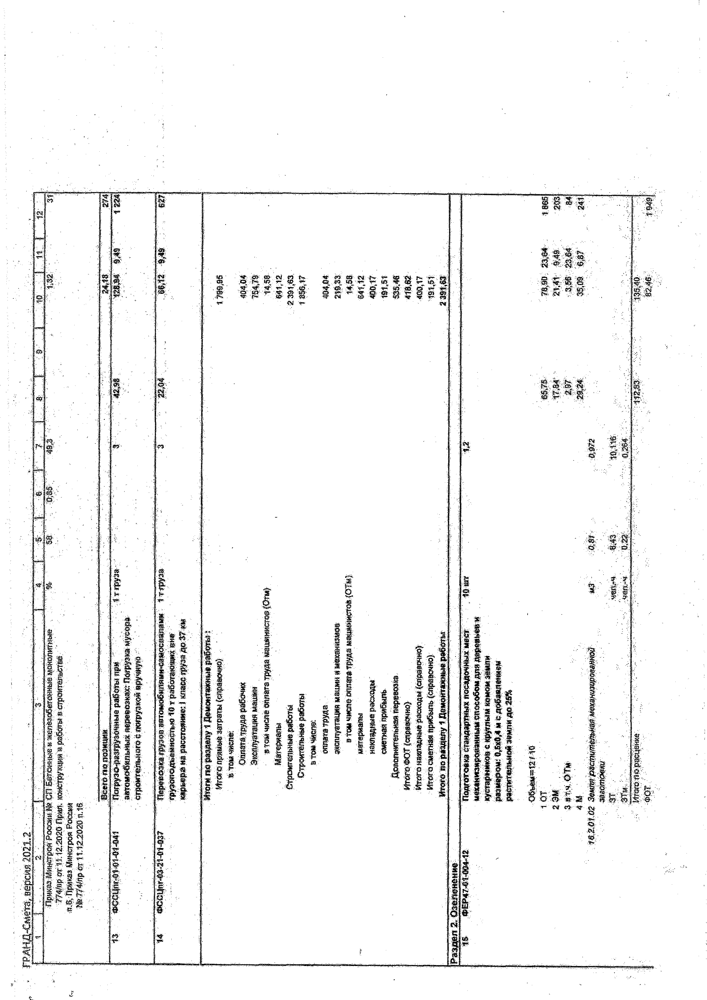 ГРАНД-Смета, версия 2021.2
1 2 3 4 5 6 7 8 9 10 11 12
Приказ Минстроя России № СП Бетонные и железобетонные монолитные % 58 0,85 49,3 1,32 31
774/пр от 11.12.2020 Прил. конструкции и работы в строительстве
п.6, Приказ Минстроя России
№ 774/пр от 11.12.2020 п.16
Всего по позиции 24,18 274
13 ФССЦпг-01-01-01-041 Погрузо-разгрузочные работы при 1 т груза 3 42,98 128,94 9,49 1 224
автомобильных перевозках: Погрузка мусора
строительного с погрузкой вручную
14 ФССЦпг-03-21-01-037 Перевозка грузов автомобилями-самосвалами 1 т груза 3 22,04 66,12 9,49 627
грузоподъемностью 10 т работающих вне
карьера на расстояние: I класс груза до 37 км
Итоги по разделу 1 Демонтажные работы :
Итого прямые затраты (справочно) 1 799,95
в том числе:
Оплата труда рабочих 404,04
Эксплуатация машин 754,79
в том числе оплата труда машинистов (Отм) 14,58
Материалы 641,12
Строительные работы 2 391,63
Строительные работы 1 856,17
в том числе:
оплата труда 404,04
эксплуатация машин и механизмов 219,33
в том числе оплата труда машинистов (ОТм) 14,58
материалы 641,12
накладные расходы 400,17
сметная прибыль 191,51
Дополнительная перевозка 535,46
Итого ФОТ (справочно) 418,62
Итого накладные расходы (справочно) 400,17
Итого сметная прибыль (справочно) 191,51
Итого по разделу 1 Демонтажные работы 2 391,63
Раздел 2. Озеленение
15 ФЕР47-01-004-12 Подготовка стандартных посадочных мест 10 шт 1,2
механизированным способом для деревьев и
кустарников с круглым комом земли
размером: 0,5х0,4 м с добавлением
растительной земли до 25%
Объем=12 / 10
1 ОТ 65,75 78,90 23,64 1 865
2 ЭМ 17,84 21,41 9,49 203
3 в т.ч. ОТм 2,97 3,56 23,64 84
4 М 29,24 35,09 6,87 241
16.2.01.02 Земля растительная механизированной м3 0,81 0,972
заготовки
ЗТ чел.-ч 8,43 10,116
ЗТм чел.-ч 0,22 0,264
Итого по расценке 112,83 135,40
ФОТ 82,46 1 949